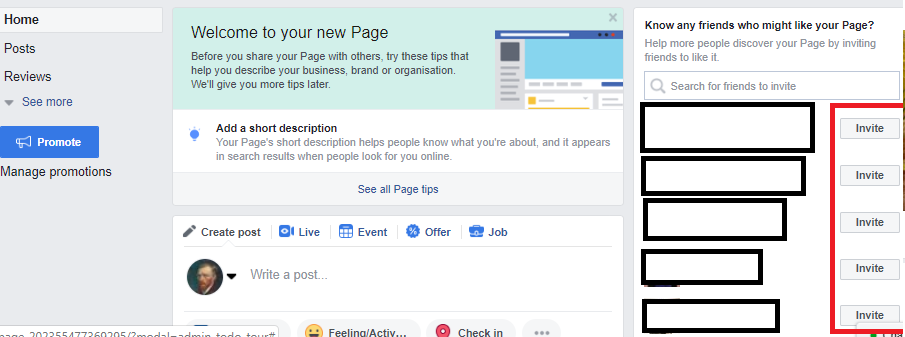 Home
Posts
Reviews
See more
Promote
Manage promotions
Welcome to your new Page
Before you share your Page with others, try these tips that
help you describe your business, brand or organisation.
We'll give you more tips later.
Add a short description
Your Page's short description helps people know what you're about, and it appears
in search results when people look for you online.
See all Page tips
Create post
Live
Event
Offer
Job
Write a post...
Feeling/Activ...
Check in
Know any friends who might like your Page?
Help more people discover your Page by inviting
friends to like it.
Search for friends to invite
Invite
Invite
Invite
Invite
Invite